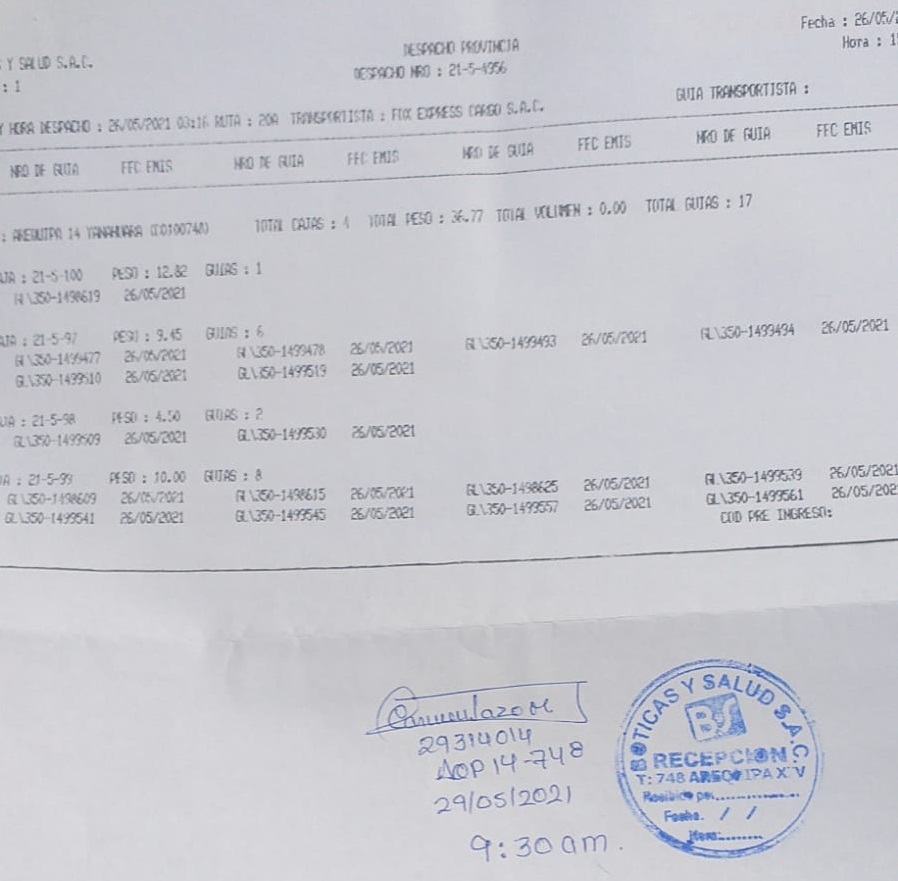 Fecha : 26/05/2
Y SALUD S.A.C. DESPACHO PROVINCIA Hora : 1
: 1 DESPACHO NRO : 21-5-4956
GUIA TRANSPORTISTA :
Y HORA DESPACHO : 26/05/2021 03:16 RUTA : 20A TRANSPORTISTA : FIXX EXPRESS CARGO S.A.C.
NRO DE GUIA FEC EMIS NRO DE GUIA FEC EMIS NRO DE GUIA FEC EMIS NRO DE GUIA FEC EMIS
: AREQUIPA 14 YANAHUARA TOTAL CAJAS : 4 TOTAL PESO : 36.77 TOTAL VOLUMEN : 0.00 TOTAL GUIAS : 17
UJA : 21-5-100 PESO : 12.82 GUIAS : 1
GL\350-1498619 26/05/2021
UJA : 21-5-97 PESO : 9.45 GUIAS : 6
GL\350-1499477 26/05/2021 GL\350-1499478 26/05/2021 GL\350-1499493 26/05/2021 GL\350-1499494 26/05/2021
GL\350-1499510 26/05/2021 GL\350-1499519 26/05/2021
UJA : 21-5-98 PESO : 4.50 GUIAS : 2
GL\350-1499509 26/05/2021 GL\350-1499530 26/05/2021
JA : 21-5-99 PESO : 10.00 GUIAS : 8
GL\350-1498609 26/05/2021 GL\350-1498615 26/05/2021 GL\350-1498625 26/05/2021 GL\350-1499539 26/05/2021
GL\350-1499541 26/05/2021 GL\350-1499545 26/05/2021 GL\350-1499557 26/05/2021 GL\350-1499561 26/05/202
COD PRE INGRESO:
29314014
AQP 14-748
29/05/2021
9:30 am.
BOTICAS Y SALUD S.A.C
BS
RECEPCION
T: 748 AREQUIPA XIV
Recibido por...............
Fecha. / /
Hora:........